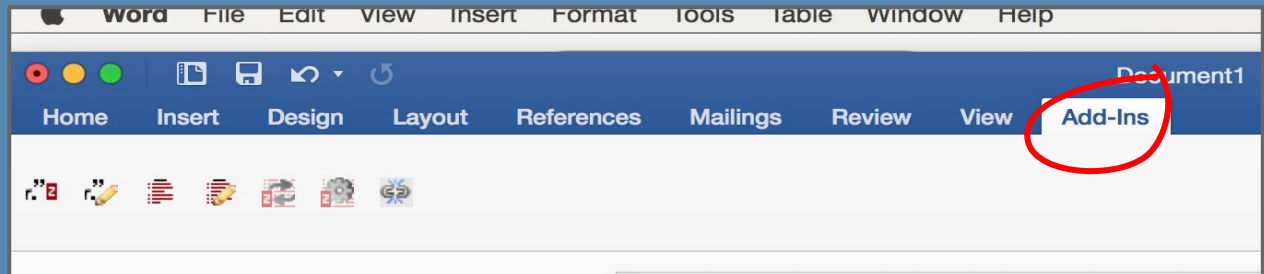 Word File Edit View Insert Format Tools Table Window Help
Document1
Home Insert Design Layout References Mailings Review View Add-Ins